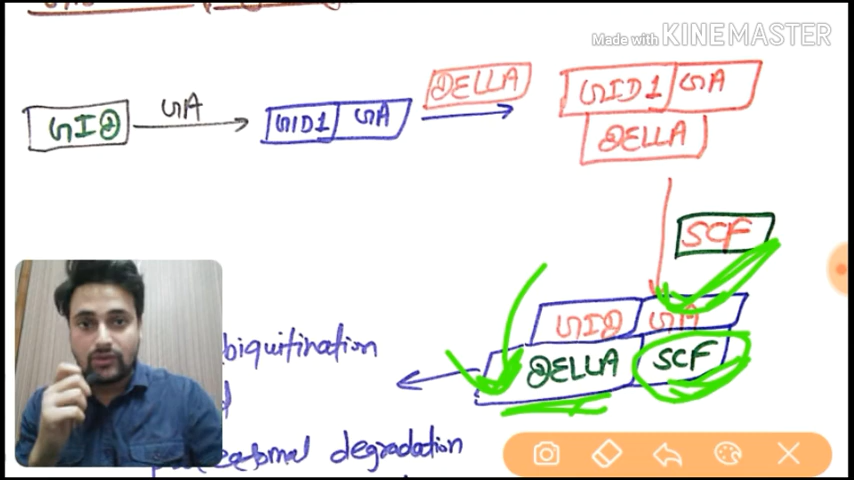 Made with KINEMASTER
GID
GA
GID1 GA
DELLA
GID1 GA
DELLA
SCF
GID GA
DELLA SCF
biquitination
degradation